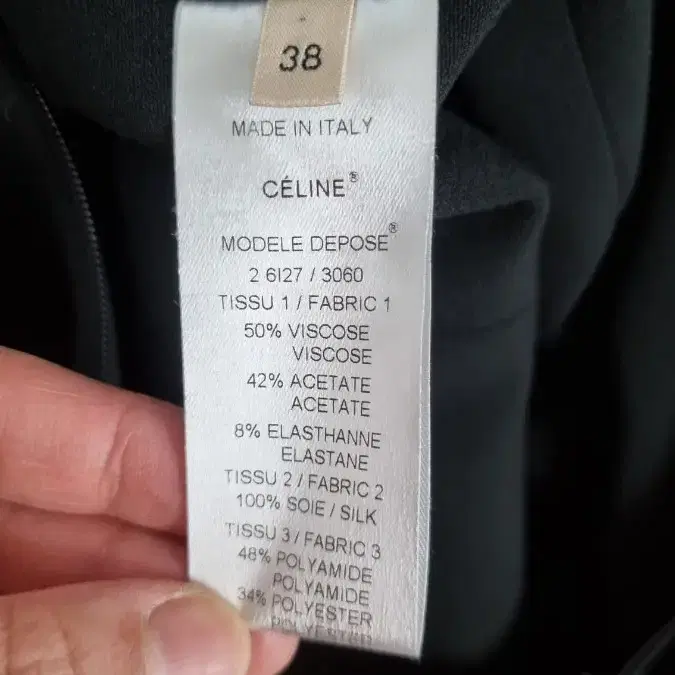 38
MADE IN ITALY
CÉLINE®
MODELE DEPOSE®
2 6I27 / 3060
TISSU 1 / FABRIC 1
50% VISCOSE
VISCOSE
42% ACETATE
ACETATE
8% ELASTHANNE
ELASTANE
TISSU 2 / FABRIC 2
100% SOIE / SILK
TISSU 3 / FABRIC 3
48% POLYAMIDE
POLYAMIDE
34% POLYESTER